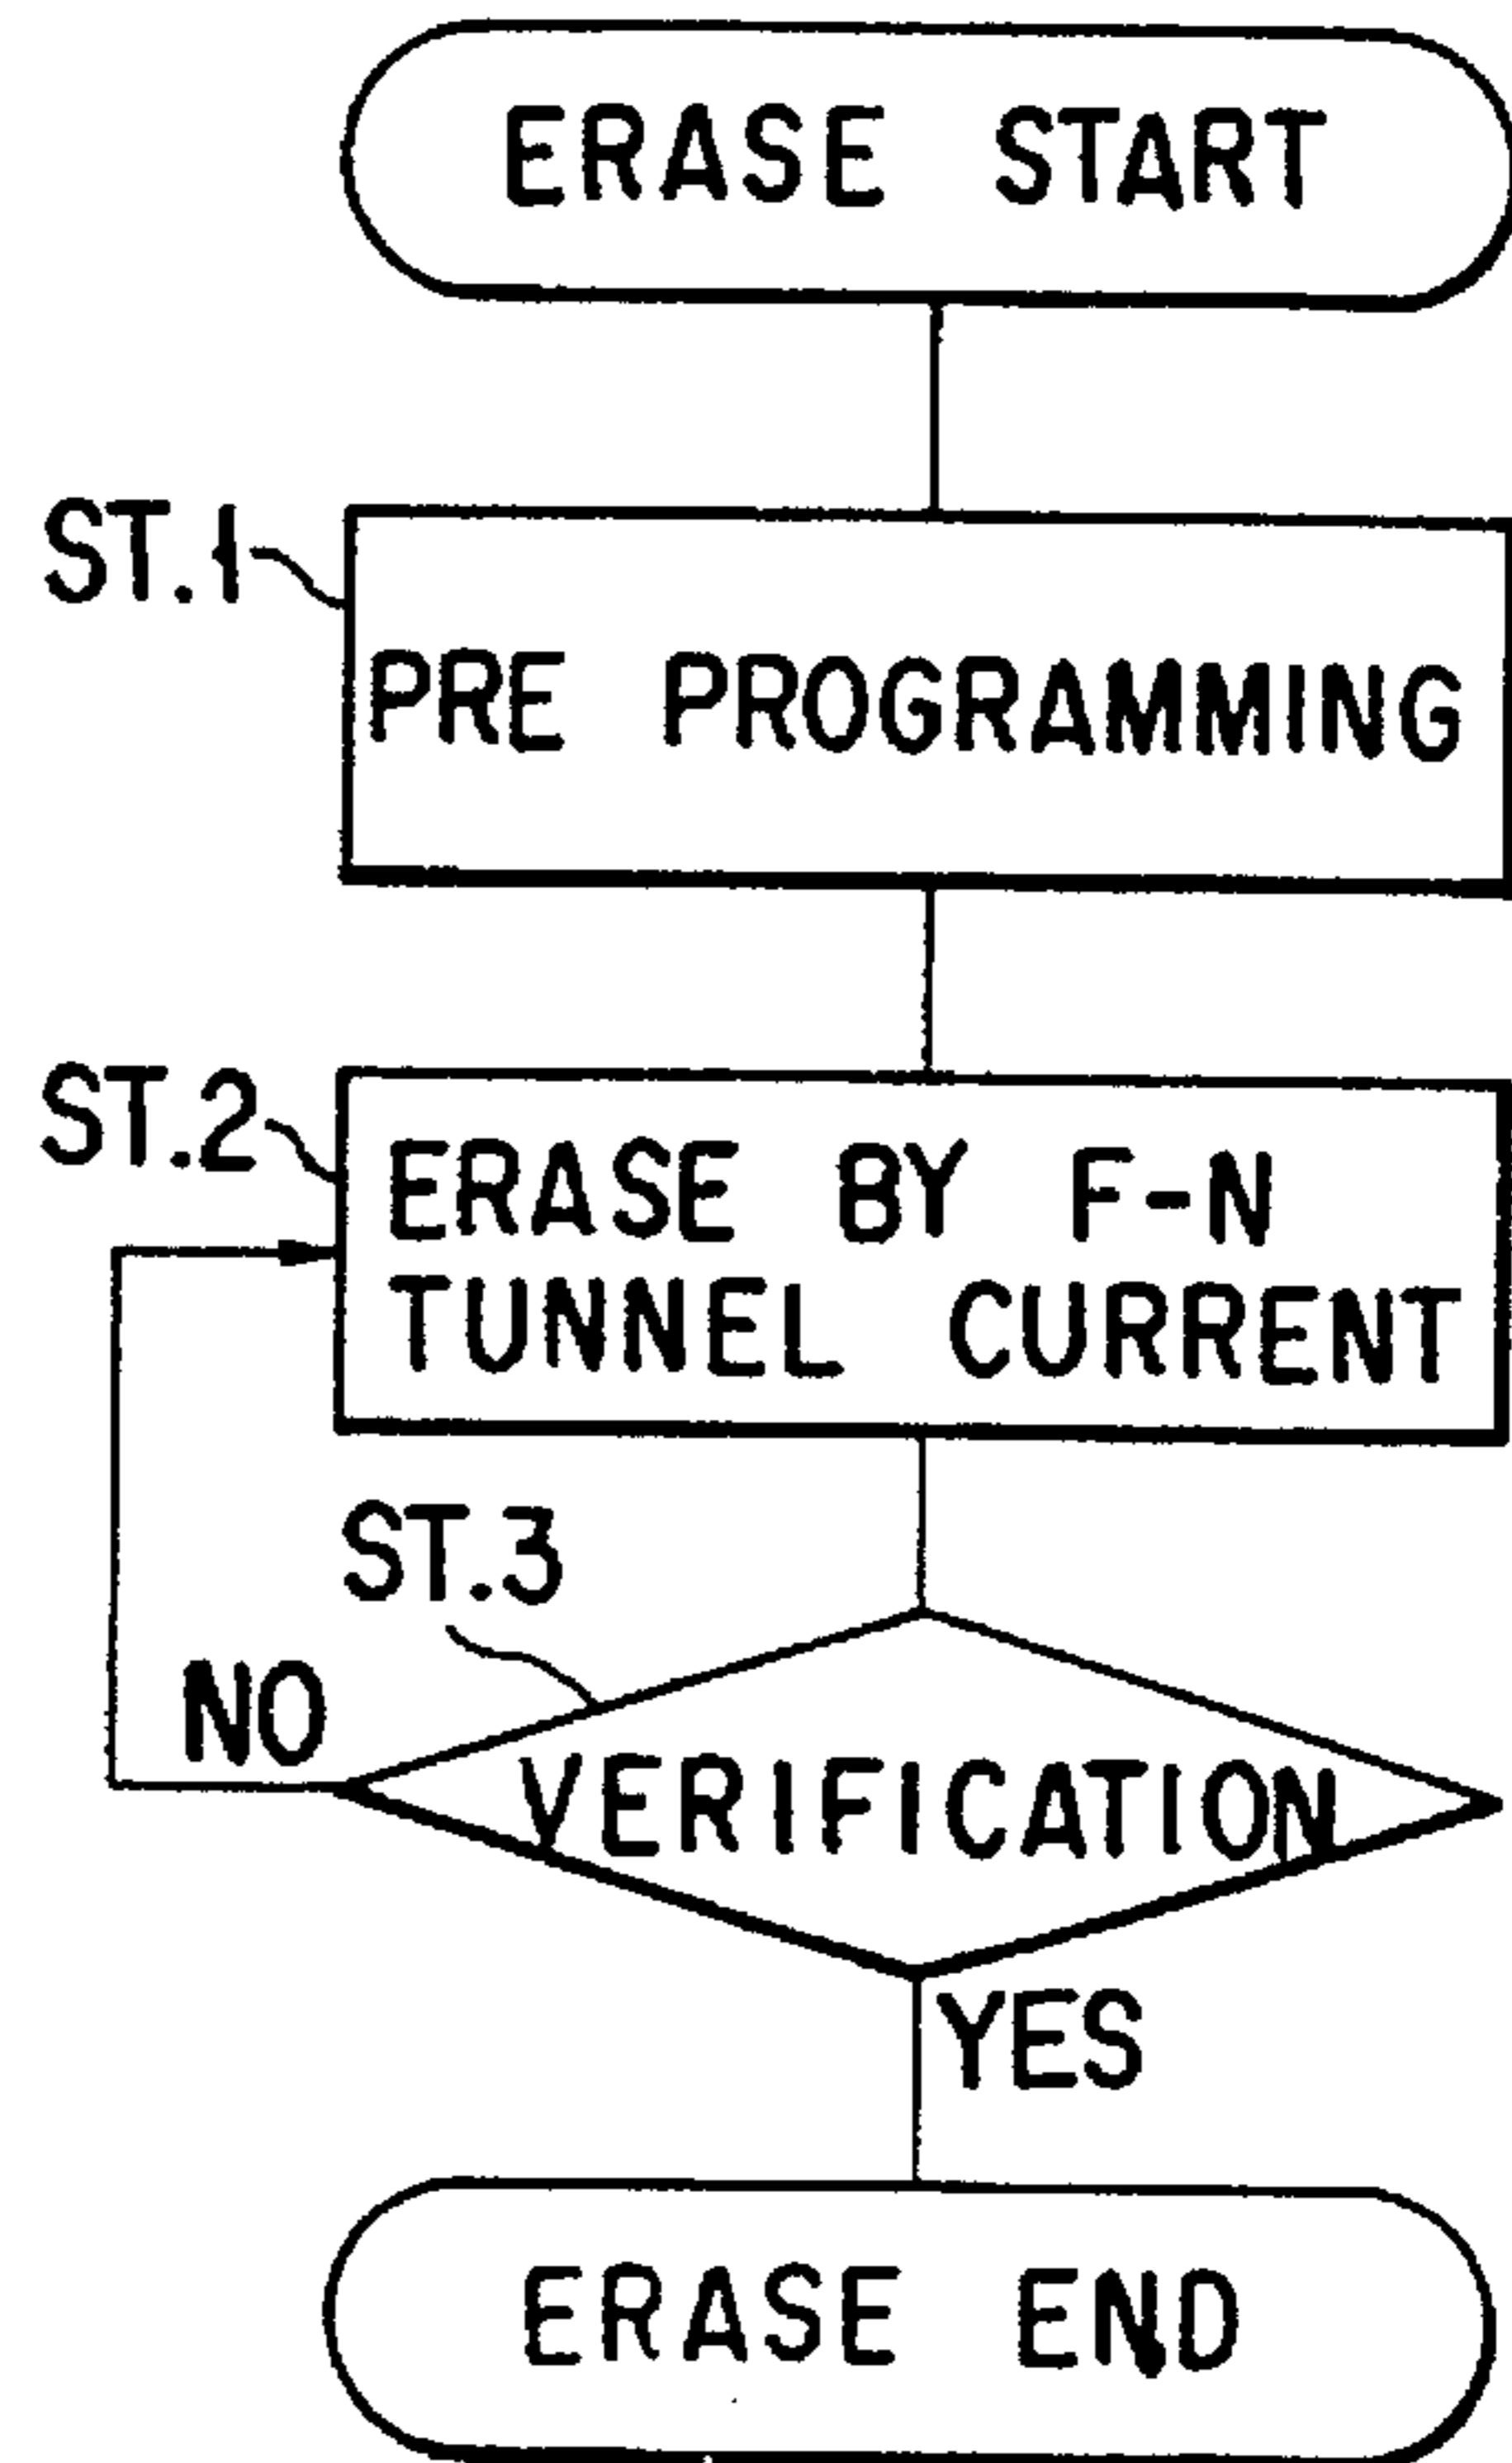 ERASE START
ST.1
PRE PROGRAMMING
ST.2
ERASE BY F-N
TUNNEL CURRENT
ST.3
NO
VERIFICATION
YES
ERASE END